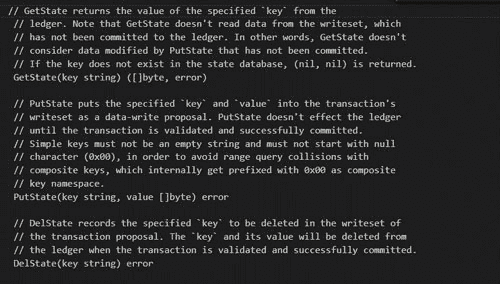 // GetState returns the value of the specified `key` from the
// ledger. Note that GetState doesn't read data from the writeset, which
// has not been committed to the ledger. In other words, GetState doesn't
// consider data modified by PutState that has not been committed.
// If the key does not exist in the state database, (nil, nil) is returned.
GetState(key string) ([]byte, error)
// PutState puts the specified `key` and `value` into the transaction's
// writeset as a data-write proposal. PutState doesn't effect the ledger
// until the transaction is validated and successfully committed.
// Simple keys must not be an empty string and must not start with null
// character (0x00), in order to avoid range query collisions with
// composite keys, which internally get prefixed with 0x00 as composite
// key namespace.
PutState(key string, value []byte) error
// DelState records the specified `key` to be deleted in the writeset of
// the transaction proposal. The `key` and its value will be deleted from
// the ledger when the transaction is validated and successfully committed.
DelState(key string) error